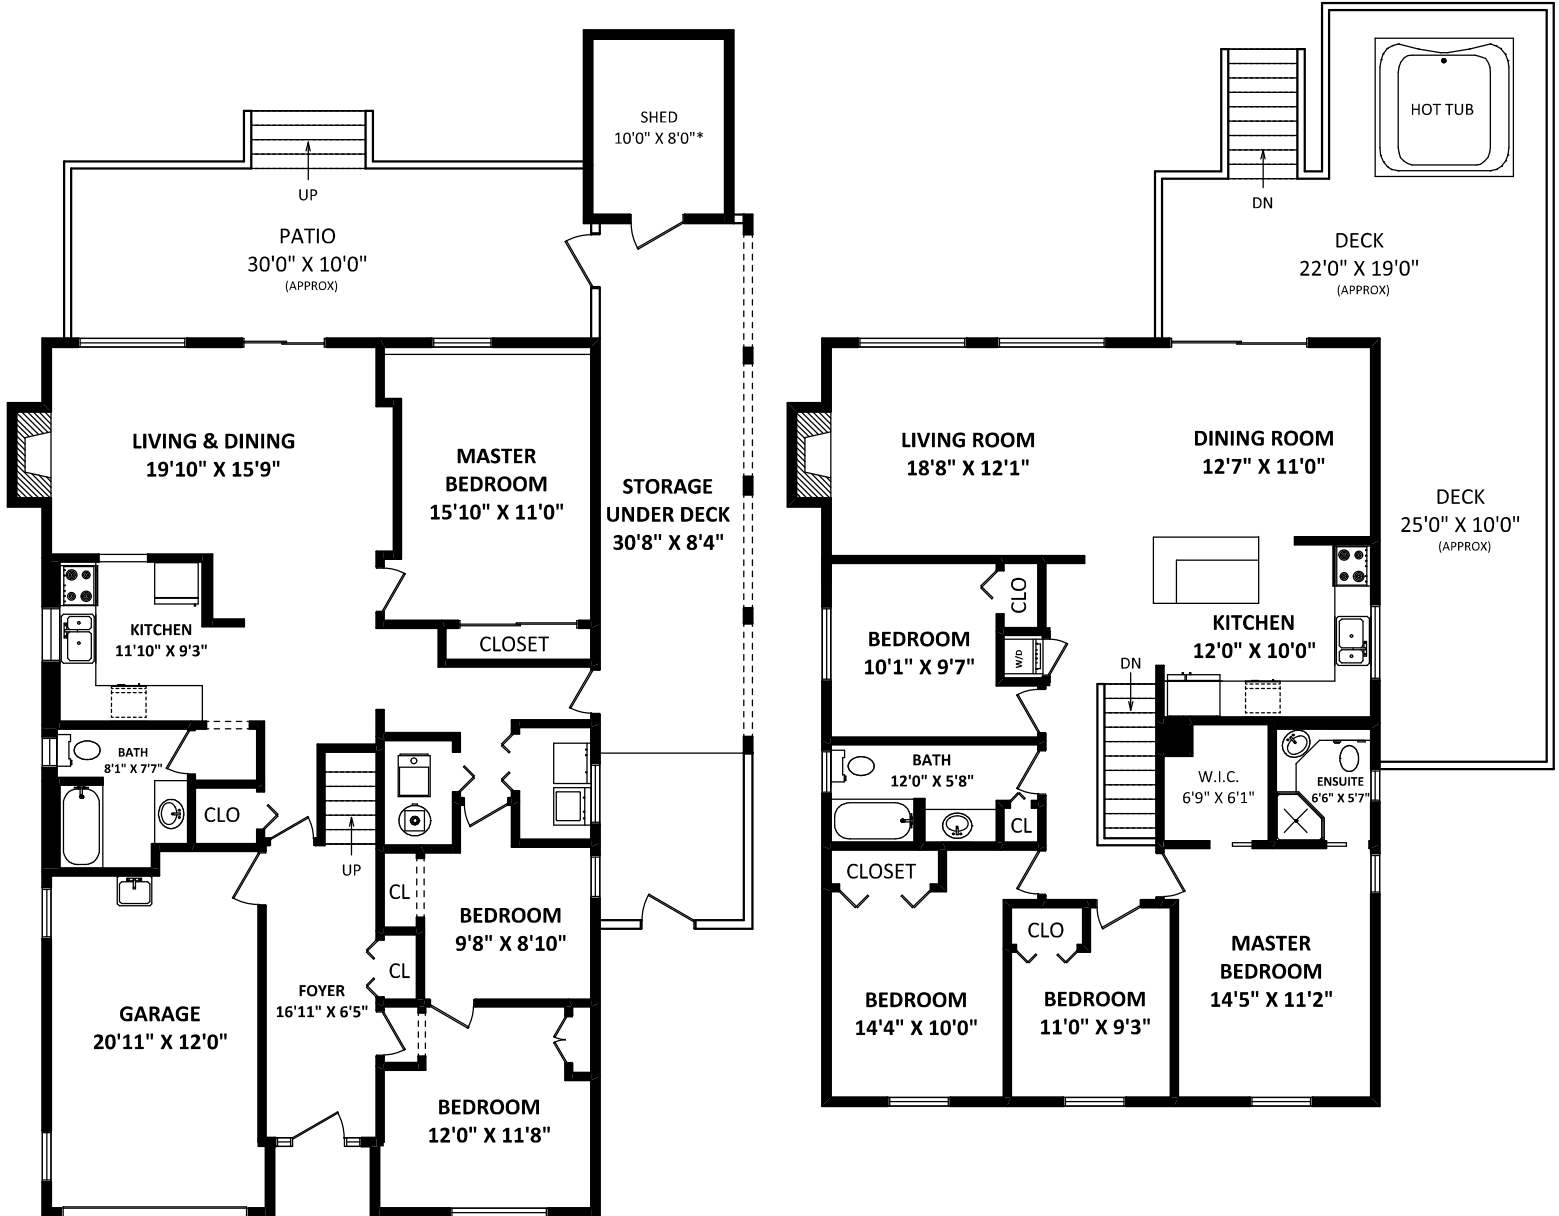 SHED
10'0" X 8'0"*
UP
PATIO
30'0" X 10'0"
(APPROX)
LIVING & DINING
19'10" X 15'9"
MASTER
BEDROOM
15'10" X 11'0"
STORAGE
UNDER DECK
30'8" X 8'4"
KITCHEN
11'10" X 9'3"
CLOSET
BATH
8'1" X 7'7"
CLO
UP
CL
BEDROOM
9'8" X 8'10"
CL
FOYER
16'11" X 6'5"
GARAGE
20'11" X 12'0"
BEDROOM
12'0" X 11'8"
HOT TUB
DN
DECK
22'0" X 19'0"
(APPROX)
LIVING ROOM
18'8" X 12'1"
DINING ROOM
12'7" X 11'0"
DECK
25'0" X 10'0"
(APPROX)
CLO
BEDROOM
10'1" X 9'7"
W/D
KITCHEN
12'0" X 10'0"
DN
BATH
12'0" X 5'8"
W.I.C.
6'9" X 6'1"
ENSUITE
6'6" X 5'7"
CL
CLOSET
CLO
MASTER
BEDROOM
14'5" X 11'2"
BEDROOM
14'4" X 10'0"
BEDROOM
11'0" X 9'3"